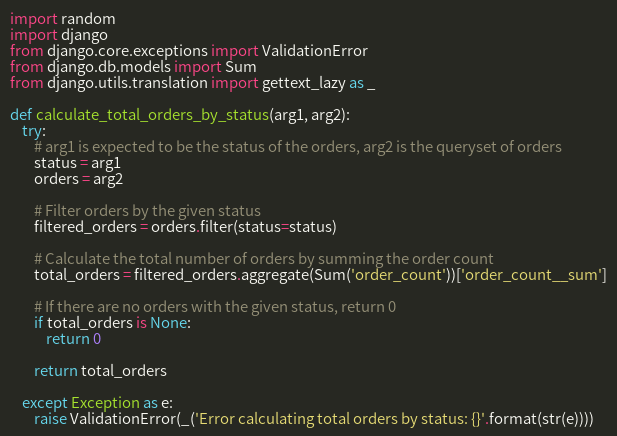 import random
import django
from django.core.exceptions import ValidationError
from django.db.models import Sum
from django.utils.translation import gettext_lazy as _

def calculate_total_orders_by_status(arg1, arg2):
    try:
        # arg1 is expected to be the status of the orders, arg2 is the queryset of orders
        status = arg1
        orders = arg2

        # Filter orders by the given status
        filtered_orders = orders.filter(status=status)

        # Calculate the total number of orders by summing the order count
        total_orders = filtered_orders.aggregate(Sum('order_count'))['order_count__sum']

        # If there are no orders with the given status, return 0
        if total_orders is None:
            return 0

        return total_orders

    except Exception as e:
        raise ValidationError(_('Error calculating total orders by status: {}'.format(str(e))))